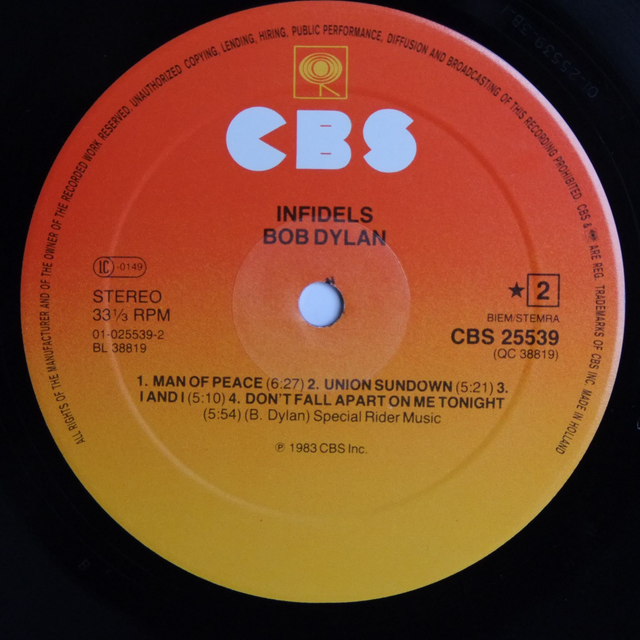 ALL RIGHTS OF THE MANUFACTURER AND OF THE OWNER OF THE RECORDED WORK RESERVED. UNAUTHORIZED COPYING, LENDING, HIRING, PUBLIC PERFORMANCE, DIFFUSION AND BROADCASTING OF THIS RECORDING PROHIBITED. CBS & ARE REG. TRADEMARKS OF CBS INC. MADE IN HOLLAND
CBS
INFIDELS
BOB DYLAN
LC -0149
STEREO
33⅓ RPM
01-025539-2
BL 38819
★ 2
BIEM/STEMRA
CBS 25539
(QC 38819)
1. MAN OF PEACE (6:27) 2. UNION SUNDOWN (5:21) 3.
I AND I (5:10) 4. DON'T FALL APART ON ME TONIGHT
(5:54) (B. Dylan) Special Rider Music
℗ 1983 CBS Inc.